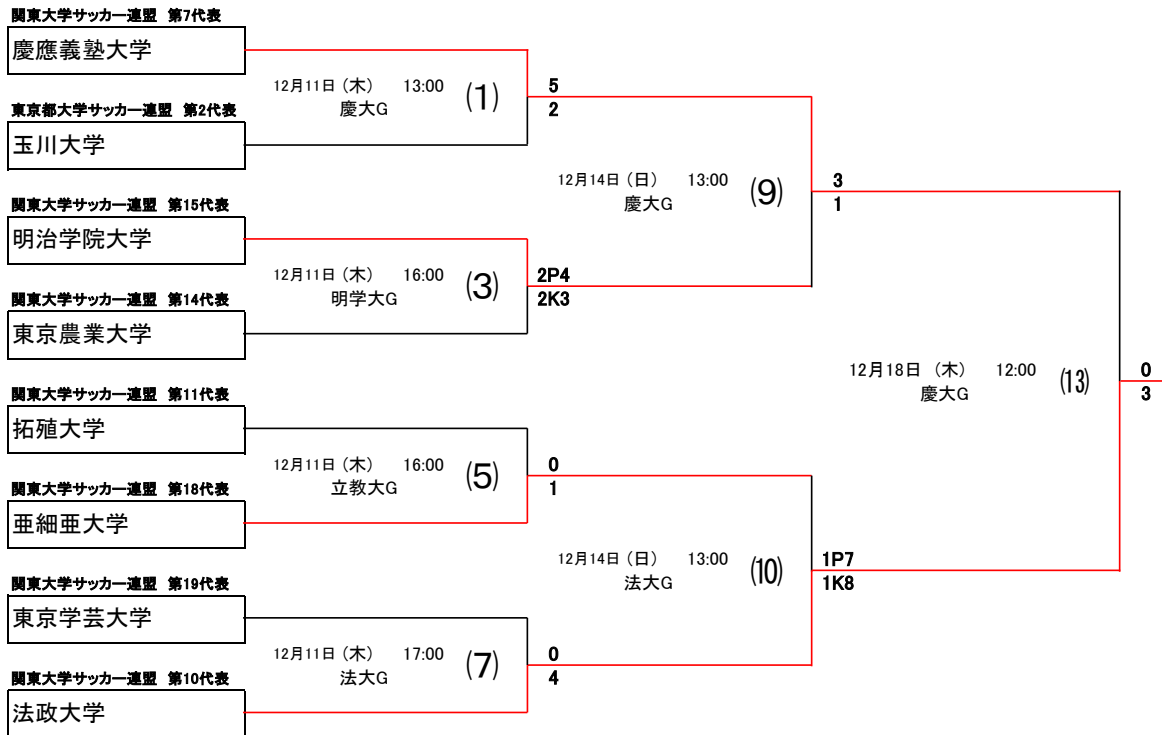 関東大学サッカー連盟 第7代表
慶應義塾大学
12月11日（木） 13:00 (1)
慶大G
5
2
東京都大学サッカー連盟 第2代表
玉川大学
12月14日（日） 13:00 (9)
慶大G
3
1
関東大学サッカー連盟 第15代表
明治学院大学
12月11日（木） 16:00 (3)
明学大G
2P4
2K3
関東大学サッカー連盟 第14代表
東京農業大学
12月18日（木） 12:00 (13)
慶大G
0
3
関東大学サッカー連盟 第11代表
拓殖大学
12月11日（木） 16:00 (5)
立教大G
0
1
関東大学サッカー連盟 第18代表
亜細亜大学
12月14日（日） 13:00 (10)
法大G
1P7
1K8
関東大学サッカー連盟 第19代表
東京学芸大学
12月11日（木） 17:00 (7)
法大G
0
4
関東大学サッカー連盟 第10代表
法政大学